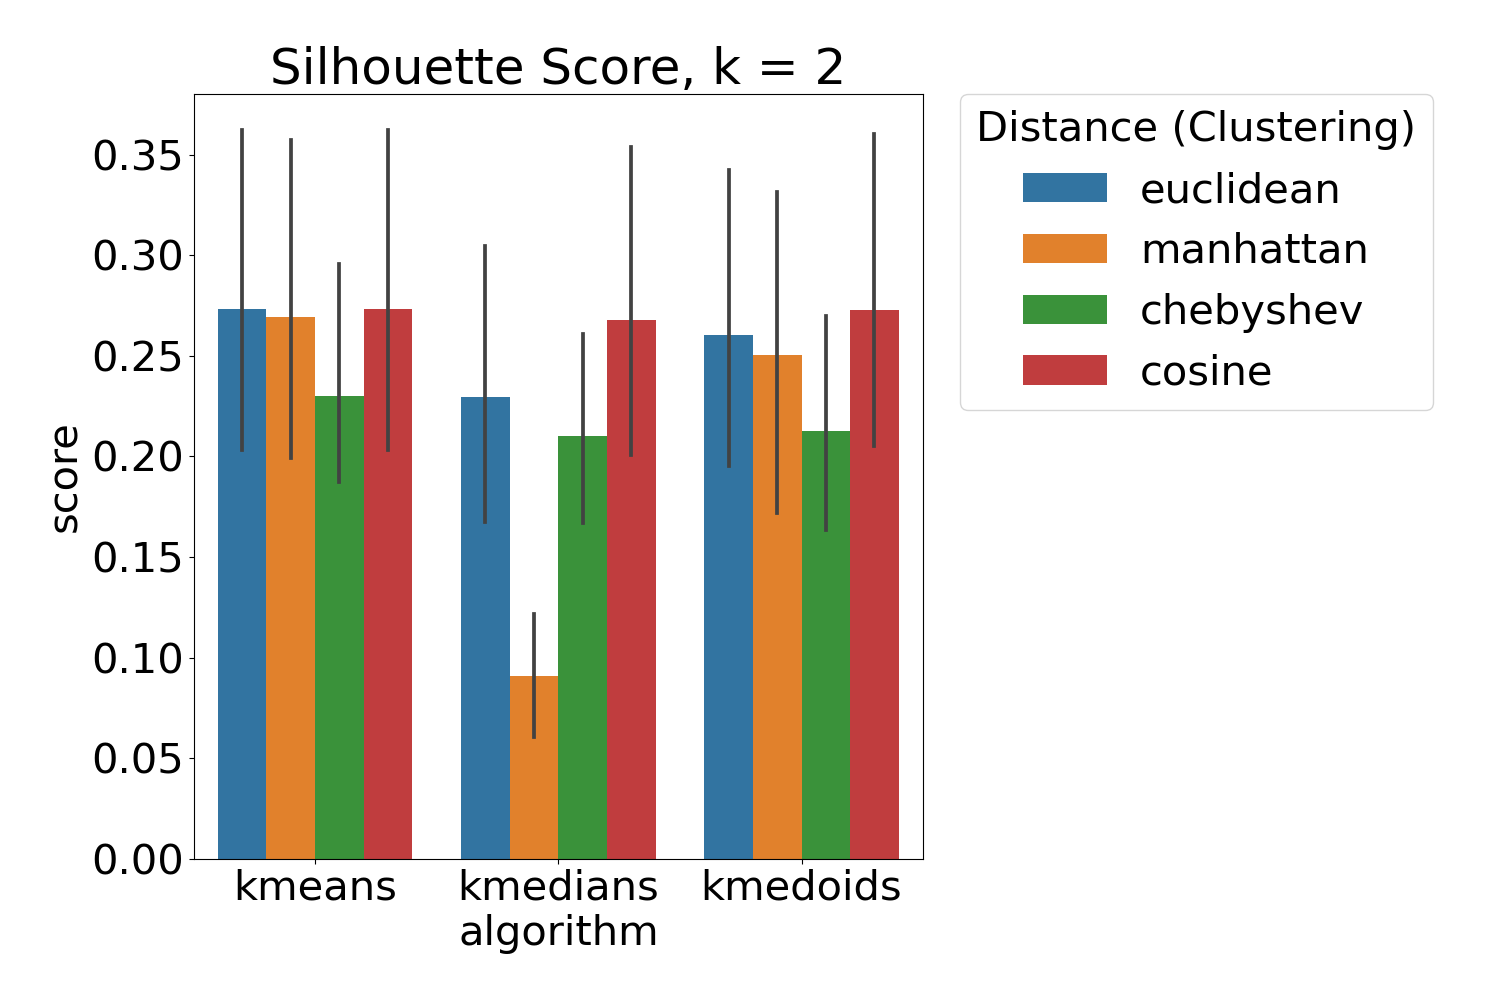 Silhouette Score, k = 2
0.35
0.30
0.25
0.20
0.15
0.10
0.05
0.00
score
kmeans
kmedians
kmedoids
algorithm
Distance (Clustering)
euclidean
manhattan
chebyshev
cosine